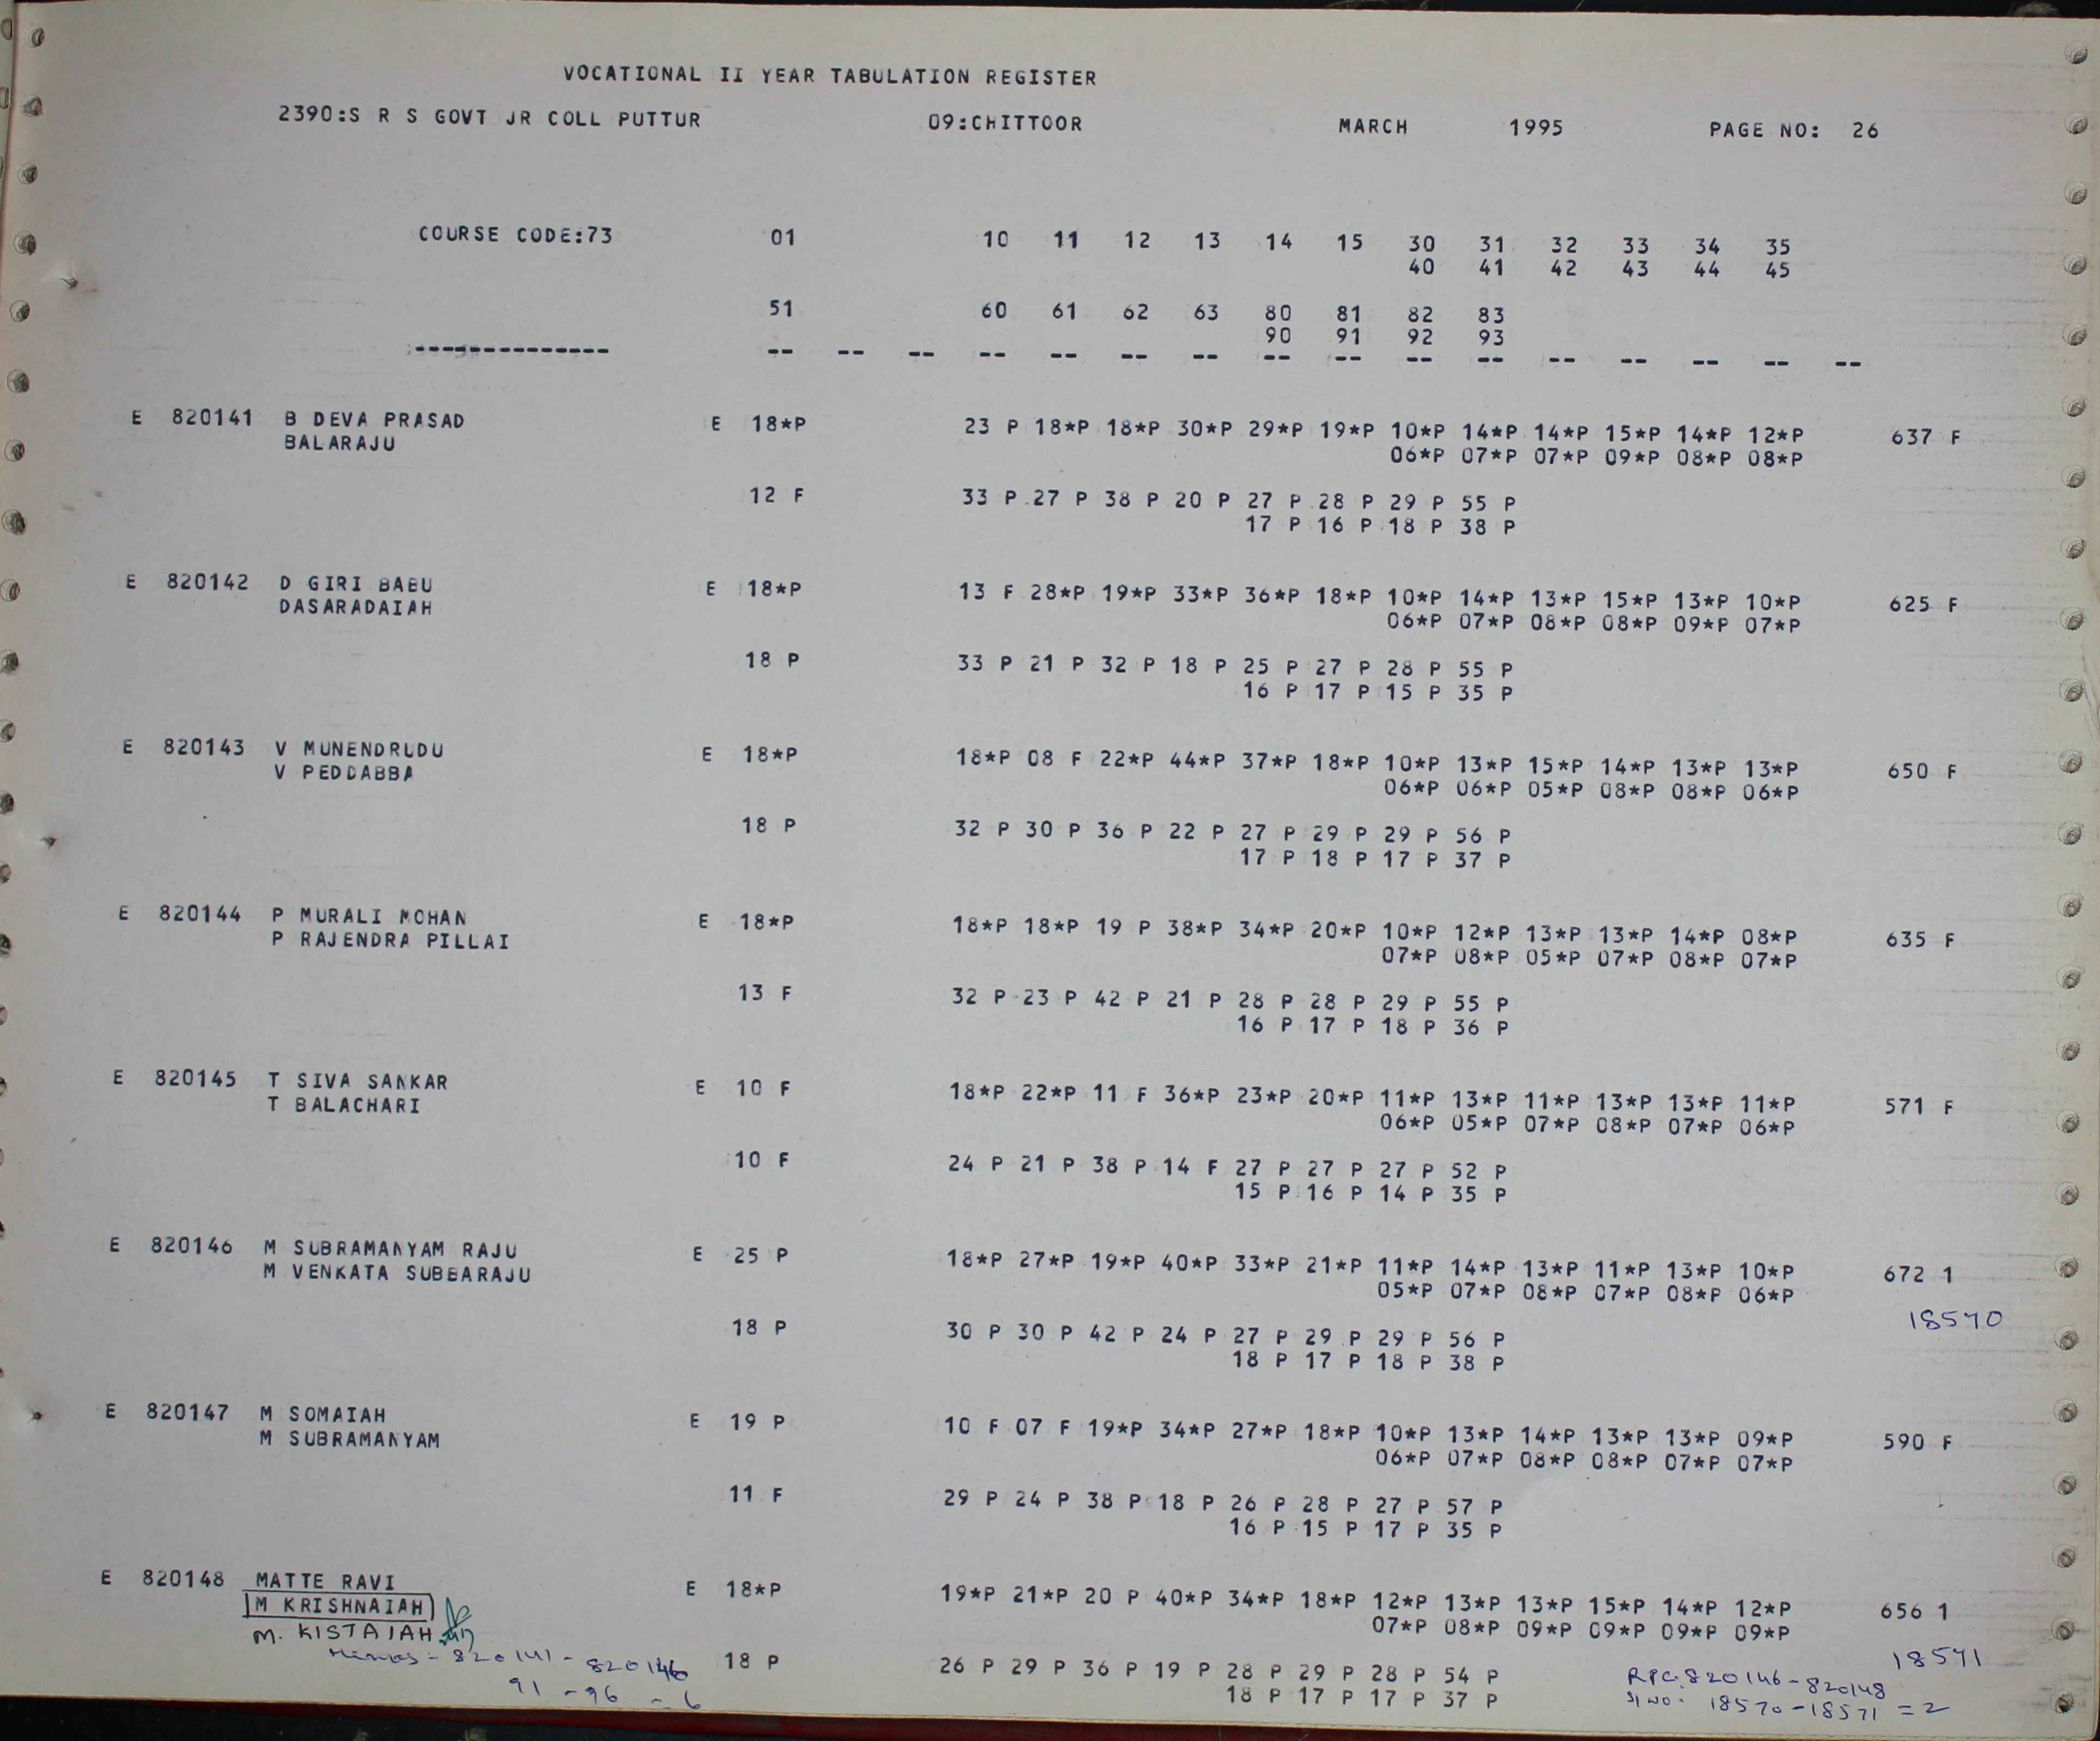 VOCATIONAL II YEAR TABULATION REGISTER
2390:S R S GOVT JR COLL PUTTUR 09:CHITTOOR MARCH 1995 PAGE NO: 26
COURSE CODE:73 01 10 11 12 13 14 15 30 31 32 33 34 35
40 41 42 43 44 45
51 60 61 62 63 80 81 82 83
90 91 92 93
-------------- -- -- -- -- -- -- -- -- -- -- -- -- -- -- -- --
E 820141 B DEVA PRASAD E 18*P 23 P 18*P 18*P 30*P 29*P 19*P 10*P 14*P 14*P 15*P 14*P 12*P 637 F
BALARAJU 06*P 07*P 07*P 09*P 08*P 08*P
12 F 33 P 27 P 38 P 20 P 27 P 28 P 29 P 55 P
17 P 16 P 18 P 38 P
E 820142 D GIRI BABU E 18*P 13 F 28*P 19*P 33*P 36*P 18*P 10*P 14*P 13*P 15*P 13*P 10*P 625 F
DASARADAIAH 06*P 07*P 08*P 08*P 09*P 07*P
18 P 33 P 21 P 32 P 18 P 25 P 27 P 28 P 55 P
16 P 17 P 15 P 35 P
E 820143 V MUNENDRUDU E 18*P 18*P 08 F 22*P 44*P 37*P 18*P 10*P 13*P 15*P 14*P 13*P 13*P 650 F
V PEDDABBA 06*P 06*P 05*P 08*P 08*P 06*P
18 P 32 P 30 P 36 P 22 P 27 P 29 P 29 P 56 P
17 P 18 P 17 P 37 P
E 820144 P MURALI MOHAN E 18*P 18*P 18*P 19 P 38*P 34*P 20*P 10*P 12*P 13*P 13*P 14*P 08*P 635 F
P RAJENDRA PILLAI 07*P 08*P 05*P 07*P 08*P 07*P
13 F 32 P 23 P 42 P 21 P 28 P 28 P 29 P 55 P
16 P 17 P 18 P 36 P
E 820145 T SIVA SANKAR E 10 F 18*P 22*P 11 F 36*P 23*P 20*P 11*P 13*P 11*P 13*P 13*P 11*P 571 F
T BALACHARI 06*P 05*P 07*P 08*P 07*P 06*P
10 F 24 P 21 P 38 P 14 F 27 P 27 P 27 P 52 P
15 P 16 P 14 P 35 P
E 820146 M SUBRAMANYAM RAJU E 25 P 18*P 27*P 19*P 40*P 33*P 21*P 11*P 14*P 13*P 11*P 13*P 10*P 672 1
M VENKATA SUBBARAJU 05*P 07*P 08*P 07*P 08*P 06*P
18570
18 P 30 P 30 P 42 P 24 P 27 P 29 P 29 P 56 P
18 P 17 P 18 P 38 P
E 820147 M SOMAIAH E 19 P 10 F 07 F 19*P 34*P 27*P 18*P 10*P 13*P 14*P 13*P 13*P 09*P 590 F
M SUBRAMANYAM 06*P 07*P 08*P 08*P 07*P 07*P
11 F 29 P 24 P 38 P 18 P 26 P 28 P 27 P 57 P
16 P 15 P 17 P 35 P
E 820148 MATTE RAVI E 18*P 19*P 21*P 20 P 40*P 34*P 18*P 12*P 13*P 13*P 15*P 14*P 12*P 656 1
M KRISHNAIAH 07*P 08*P 09*P 09*P 09*P 09*P
M. KISTAIAH
18571
820141 - 820146 18 P 26 P 29 P 36 P 19 P 28 P 29 P 28 P 54 P RPC. 820146-820148
91 - 96 - 6 18 P 17 P 17 P 37 P Sl NO. 18570-18571 = 2